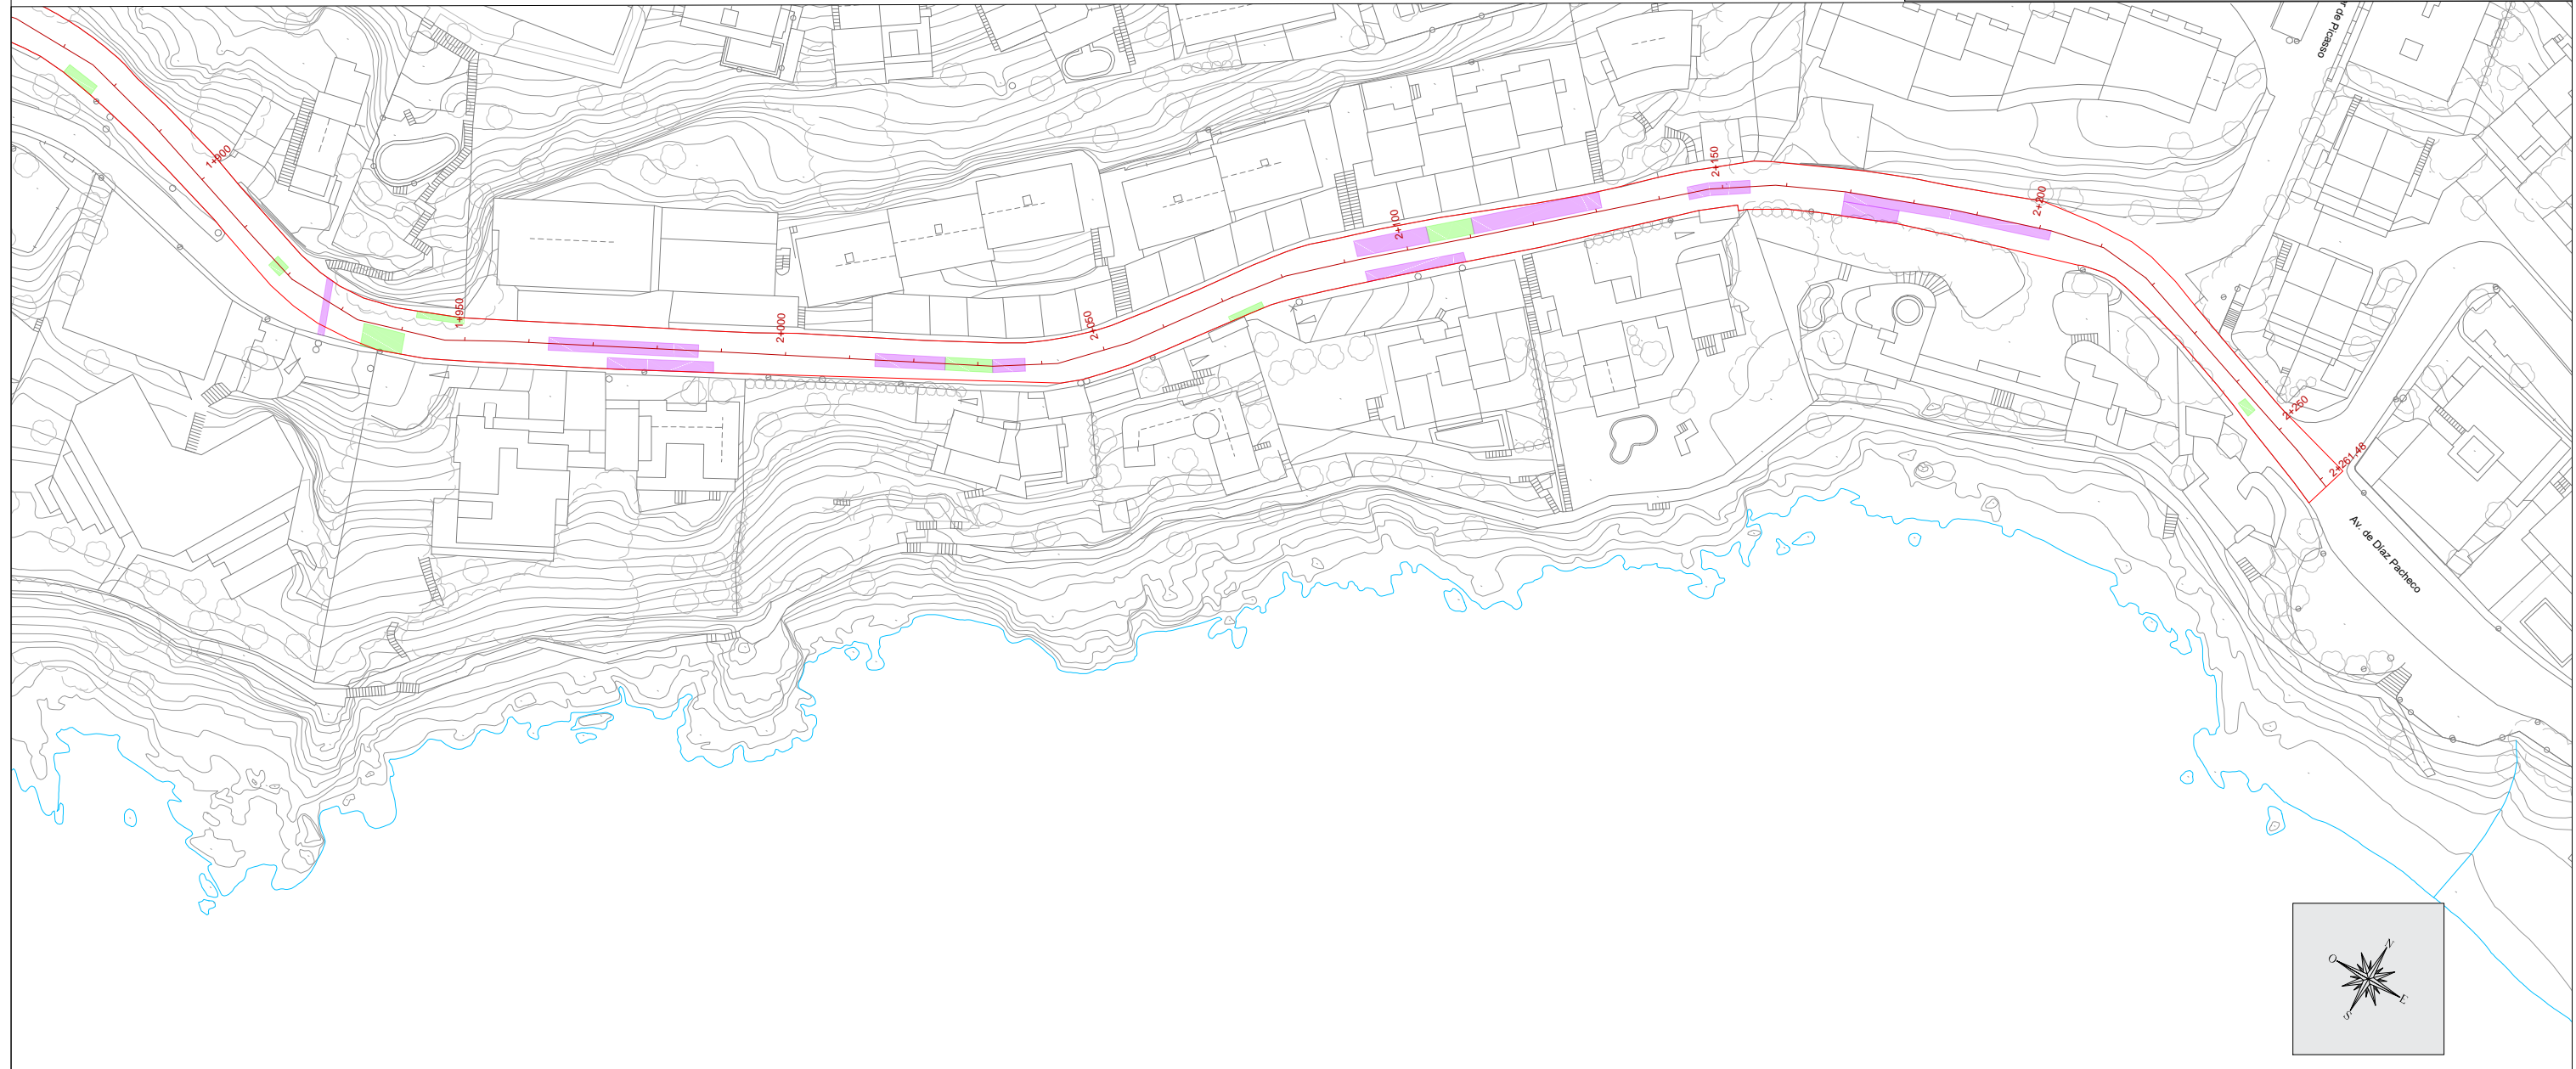 r de Picasso
1+900
1+950
2+000
2+050
2+100
2+150
2+200
2+250
2+261,48
Av. de Díaz Pacheco
N
O
E
S